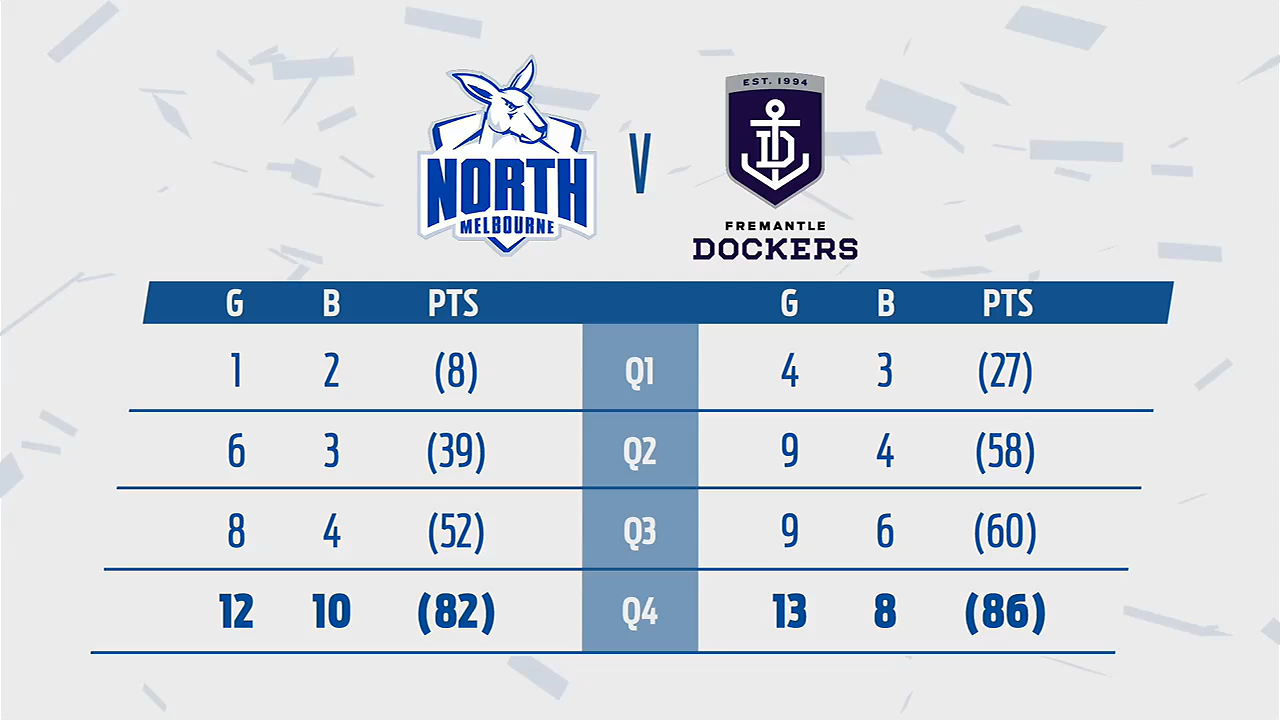 EST. 1994
NORTH
MELBOURNE
V
D
FREMANTLE
DOCKERS
G B PTS G B PTS
1 2 (8) Q1 4 3 (27)
6 3 (39) Q2 9 4 (58)
8 4 (52) Q3 9 6 (60)
12 10 (82) Q4 13 8 (86)